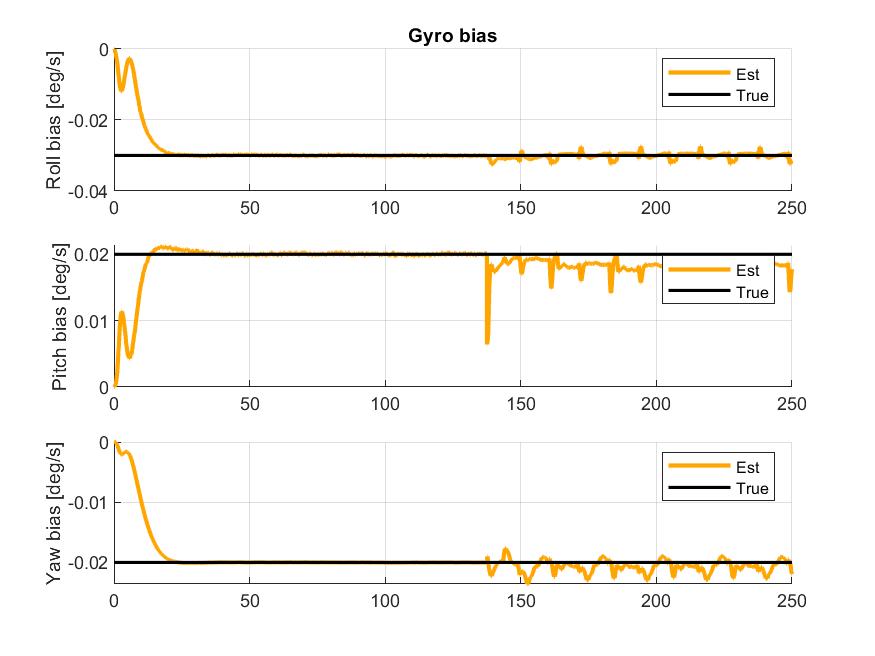 Gyro bias
Roll bias [deg/s]
0
-0.02
-0.04
Est
True
0 50 100 150 200 250
Pitch bias [deg/s]
0.02
0.01
0
Est
True
0 50 100 150 200 250
Yaw bias [deg/s]
0
-0.01
-0.02
Est
True
0 50 100 150 200 250